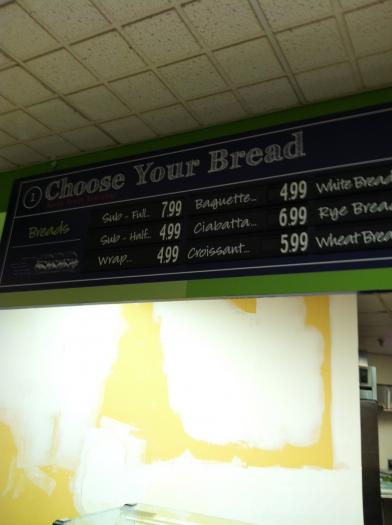 1 Choose Your Bread
Breads
Sub - Full.. 7.99 Baguette... 4.99 White Bread
Sub - Half.. 4.99 Ciabatta... 6.99 Rye Bread
Wrap... 4.99 Croissant... 5.99 Wheat Brea